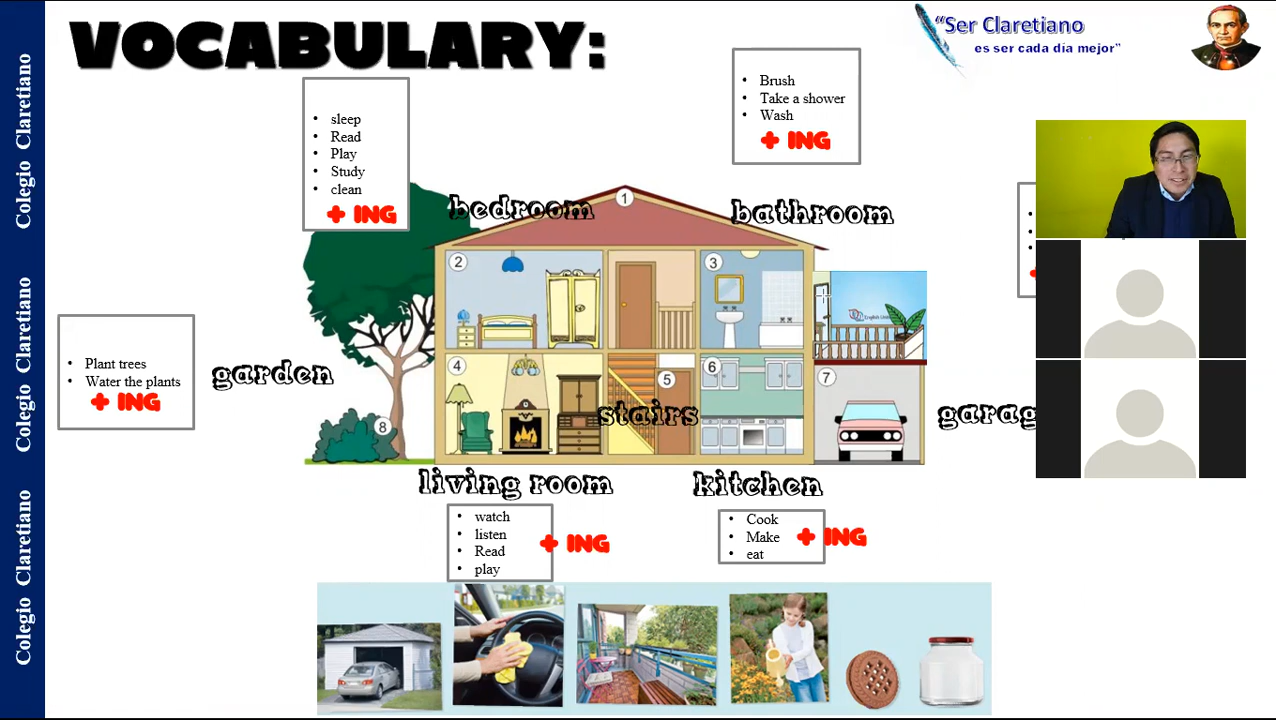 VOCABULARY:
"Ser Claretiano
es ser cada día mejor"
Colegio Claretiano
Colegio Claretiano
Colegio Claretiano
• sleep
• Read
• Play
• Study
• clean
+ ING
• Brush
• Take a shower
• Wash
+ ING
bedroom
bathroom
1
2
3
• Plant trees
• Water the plants
+ ING
garden
4
5
6
7
8
stairs
garag
living room
kitchen
• watch
• listen
• Read
• play
+ ING
• Cook
• Make
• eat
+ ING